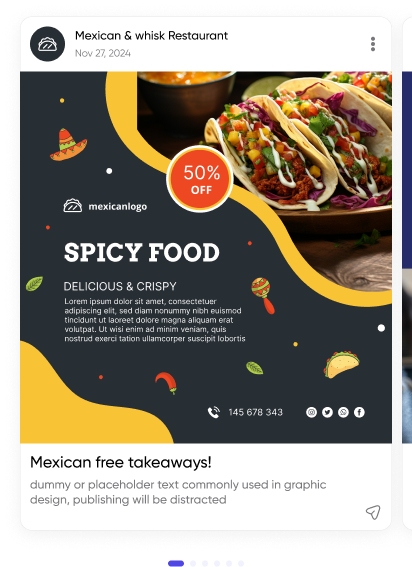 Mexican & whisk Restaurant
Nov 27, 2024
50%
OFF
mexicanlogo
SPICY FOOD
DELICIOUS & CRISPY
Lorem ipsum dolor sit amet, consectetuer
adipiscing elit, sed diam nonummy nibh euismod
tincidunt ut laoreet dolore magna aliquam erat
volutpat. Ut wisi enim ad minim veniam, quis
nostrud exerci tation ullamcorper suscipit lobortis
145 678 343
Mexican free takeaways!
dummy or placeholder text commonly used in graphic
design, publishing will be distracted